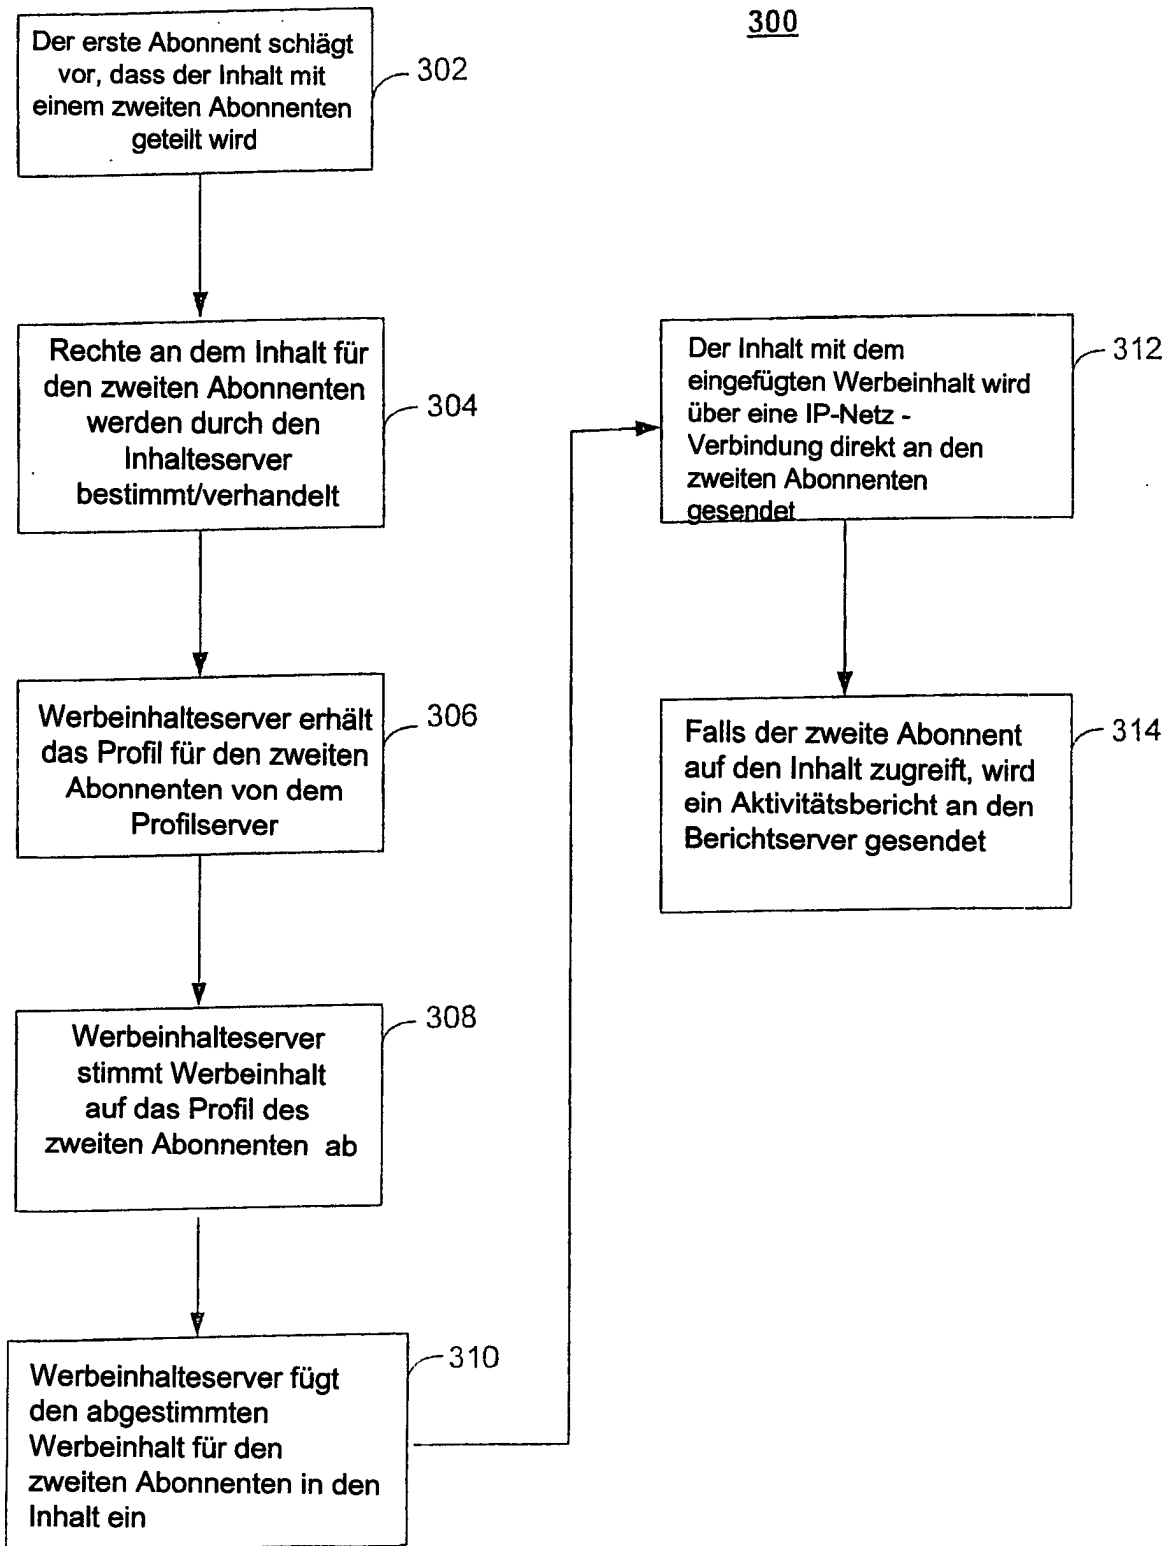 300
Der erste Abonnent schlägt
vor, dass der Inhalt mit
einem zweiten Abonnenten
geteilt wird
302
Rechte an dem Inhalt für
den zweiten Abonnenten
werden durch den
Inhalteserver
bestimmt/verhandelt
304
Werbeinhalteserver erhält
das Profil für den zweiten
Abonnenten von dem
Profilserver
306
Werbeinhalteserver
stimmt Werbeinhalt
auf das Profil des
zweiten Abonnenten ab
308
Werbeinhalteserver fügt
den abgestimmten
Werbeinhalt für den
zweiten Abonnenten in den
Inhalt ein
310
Der Inhalt mit dem
eingefügten Werbeinhalt wird
über eine IP-Netz -
Verbindung direkt an den
zweiten Abonnenten
gesendet
312
Falls der zweite Abonnent
auf den Inhalt zugreift, wird
ein Aktivitätsbericht an den
Berichtserver gesendet
314